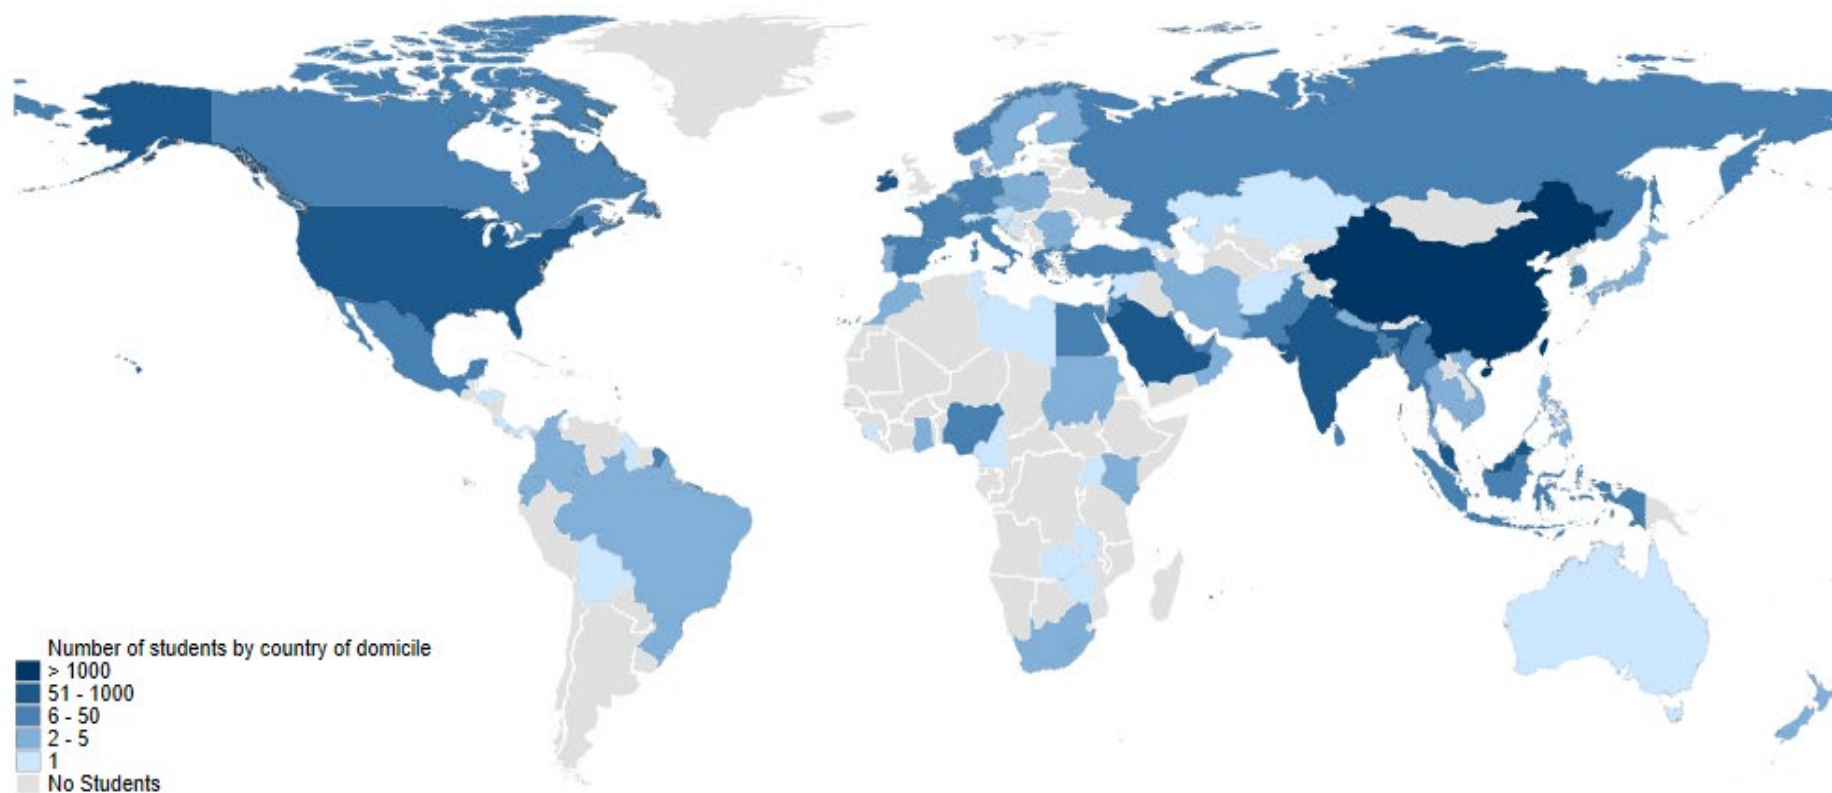 Number of students by country of domicile
> 1000
51 - 1000
6 - 50
2 - 5
1
No Students